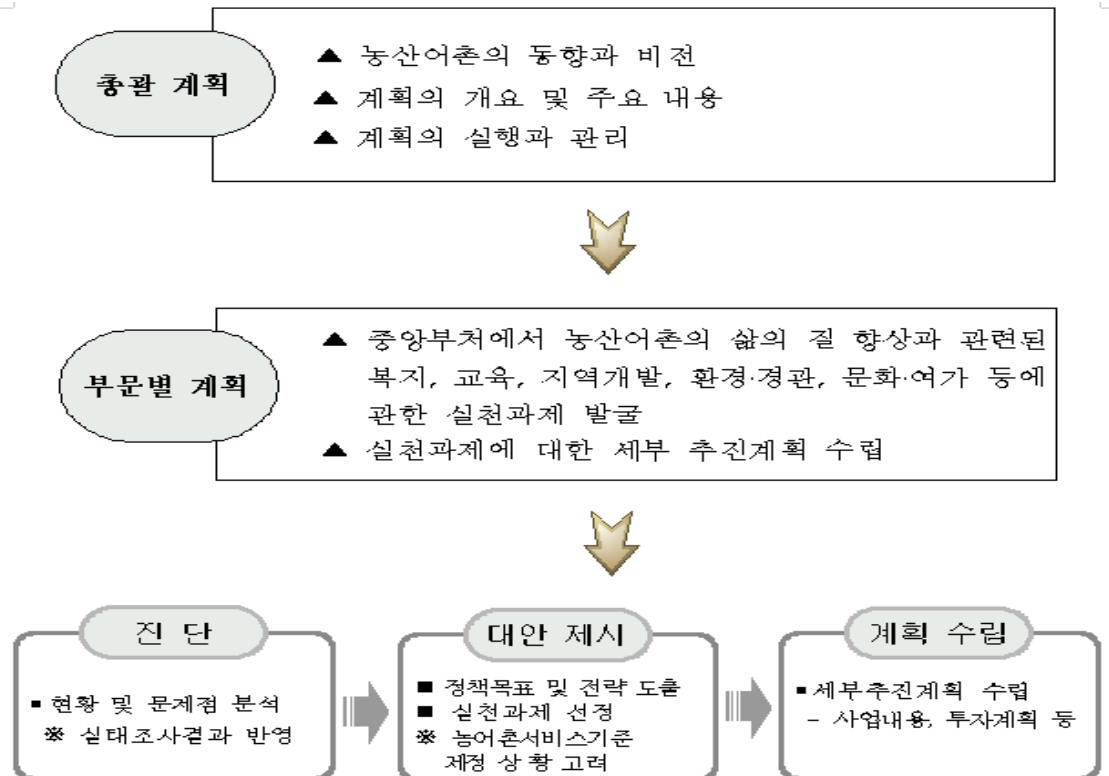 총괄 계획
▲ 농산어촌의 동향과 비전
▲ 계획의 개요 및 주요 내용
▲ 계획의 실행과 관리
부문별 계획
▲ 중앙부처에서 농산어촌의 삶의 질 향상과 관련된
복지, 교육, 지역개발, 환경·경관, 문화·여가 등에
관한 실천과제 발굴
▲ 실천과제에 대한 세부 추진계획 수립
진 단
▪ 현황 및 문제점 분석
※ 실태조사결과 반영
대안 제시
■ 정책목표 및 전략 도출
■ 실천과제 선정
※ 농어촌서비스기준
제정 상황 고려
계획 수립
▪ 세부추진계획 수립
- 사업내용, 투자계획 등